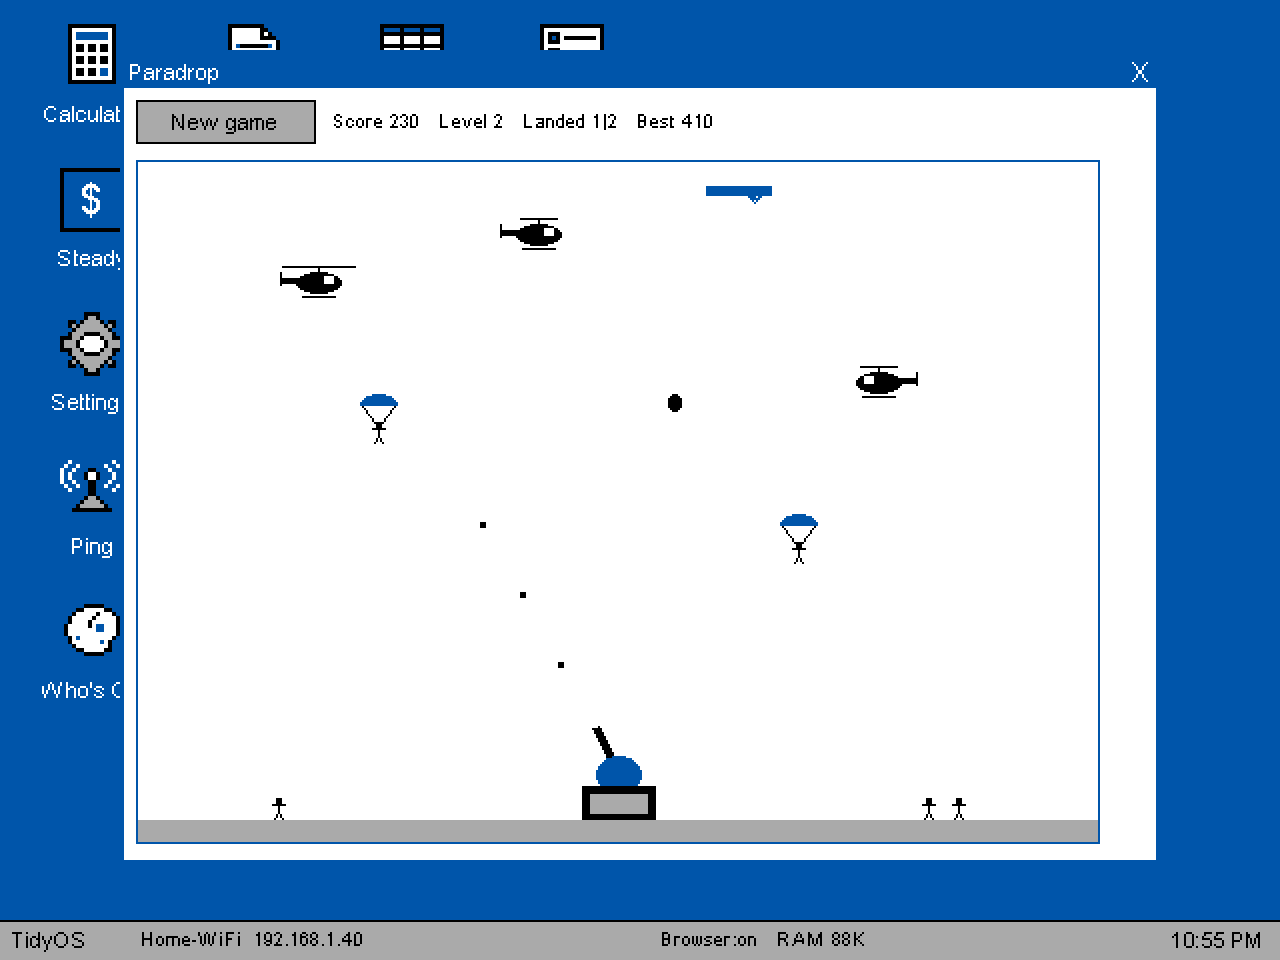 Paradrop X
New game Score 230 Level 2 Landed 1|2 Best 410
Calculat
$
Steady
Setting
Ping
Who's
TidyOS Home-WiFi 192.168.1.40 Browser:on RAM 88K 10:55 PM